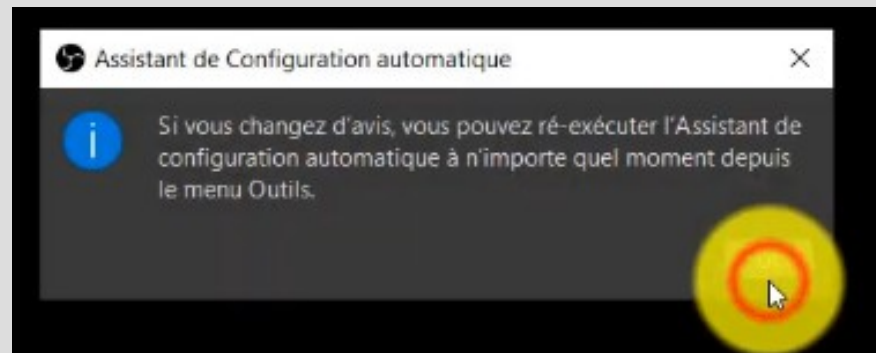 Assistant de Configuration automatique
Si vous changez d'avis, vous pouvez ré-exécuter l'Assistant de
configuration automatique à n'importe quel moment depuis
le menu Outils.